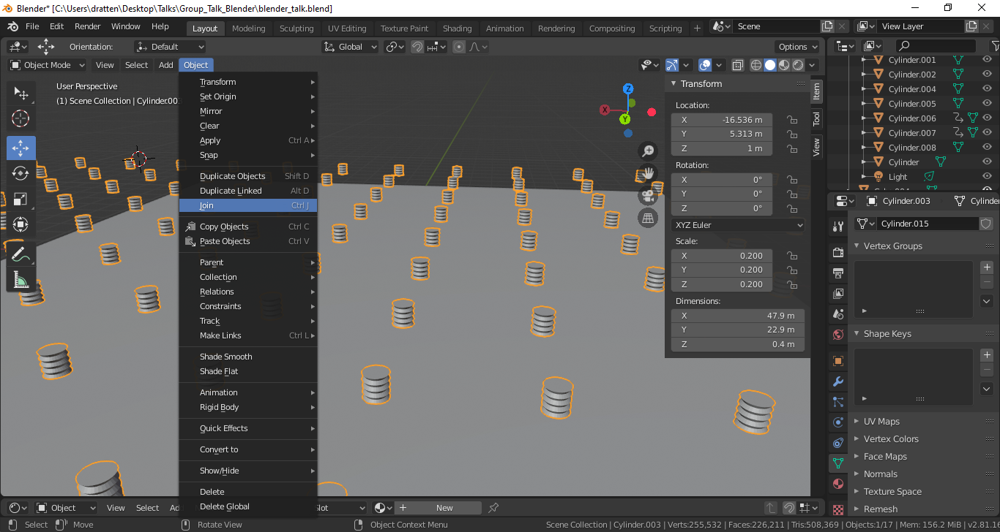 Blender* [C:\Users\dratten\Desktop\Talks\Group_Talk_Blender\blender_talk.blend]
File Edit Render Window Help Layout Modeling Sculpting UV Editing Texture Paint Shading Animation Rendering Compositing Scripting + Scene View Layer
Orientation: Default Global Options
Object Mode View Select Add Object
User Perspective
(1) Scene Collection | Cylinder.00
Transform
Set Origin
Mirror
Clear
Apply Ctrl A
Snap
Duplicate Objects Shift D
Duplicate Linked Alt D
Join Ctrl J
Copy Objects Ctrl C
Paste Objects Ctrl V
Parent
Collection
Relations
Constraints
Track
Make Links Ctrl L
Shade Smooth
Shade Flat
Animation
Rigid Body
Quick Effects
Convert to
Show/Hide
Delete
Delete Global
X
Y
Z
Transform
Location:
X -16.536 m
Y 5.313 m
Z 1 m
Rotation:
X 0°
Y 0°
Z 0°
XYZ Euler
Scale:
X 0.200
Y 0.200
Z 0.200
Dimensions:
X 47.9 m
Y 22.9 m
Z 0.4 m
Item
Tool
View
Cylinder.001
Cylinder.002
Cylinder.004
Cylinder.005
Cylinder.006
Cylinder.007
Cylinder.008
Cylinder
Light
Cylinder.003 Cylinder
Cylinder.015
Vertex Groups
Shape Keys
UV Maps
Vertex Colors
Face Maps
Normals
Texture Space
Remesh
Object View Select Ad Slot New
Select Move Rotate View Object Context Menu Scene Collection | Cylinder.003 | Verts:255,532 | Faces:226,211 | Tris:508,369 | Objects:1/17 | Mem: 156.2 MiB | v2.81.16